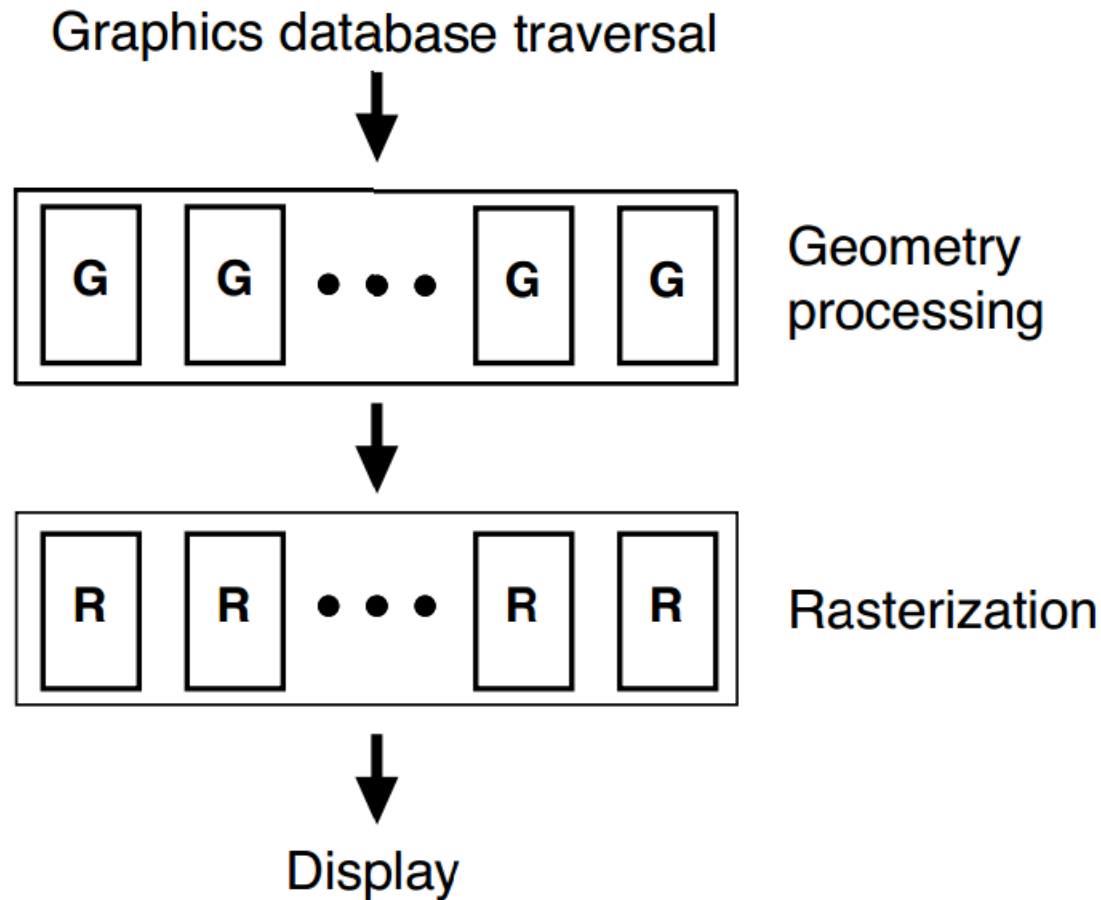 Graphics database traversal
G G G G
Geometry
processing
R R R R
Rasterization
Display